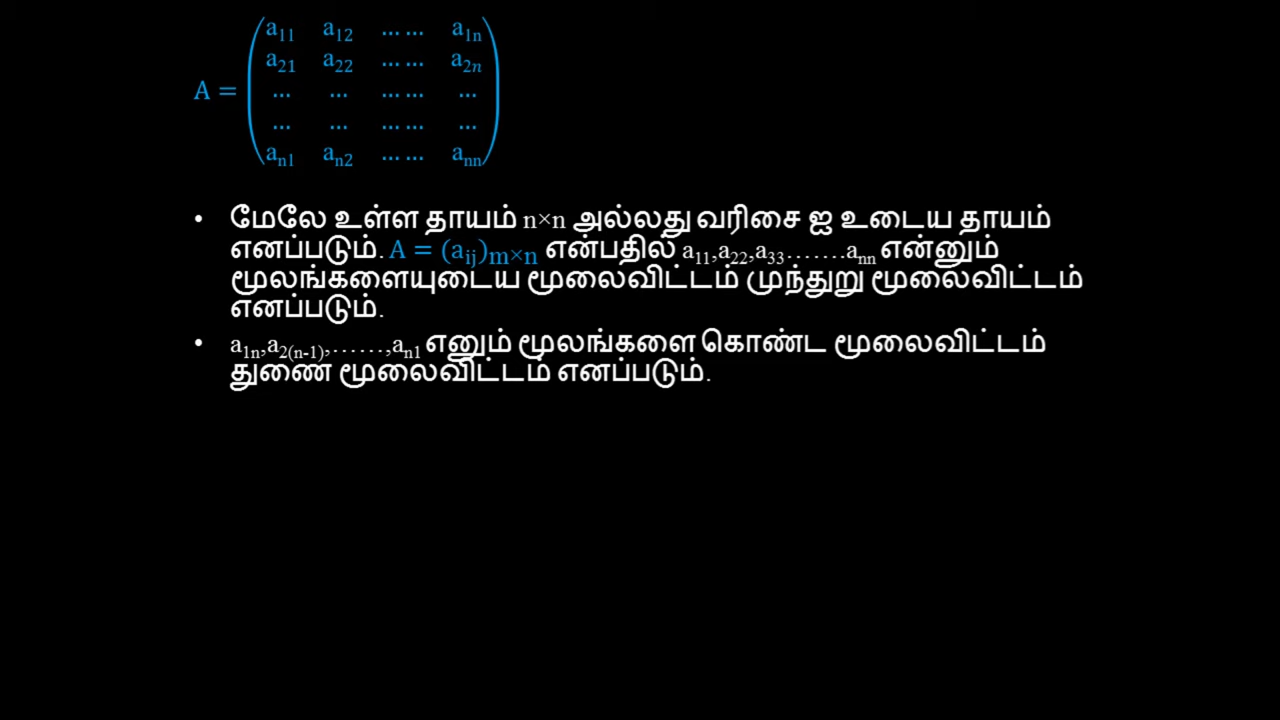 A = ( a₁₁ a₁₂ ... ... a₁ₙ
a₂₁ a₂₂ ... ... a₂ₙ
... ... ... ... ...
... ... ... ... ...
aₙ₁ aₙ₂ ... ... aₙₙ )
• மேலே உள்ள தாயம் n×n அல்லது வரிசை ஐ உடைய தாயம்
எனப்படும். A = (aᵢⱼ)ₘ×ₙ என்பதில் a₁₁,a₂₂,a₃₃…….aₙₙ என்னும்
மூலங்களையுடைய மூலைவிட்டம் முந்துறு மூலைவிட்டம்
எனப்படும்.
• a₁ₙ,a₂₍ₙ₋₁₎,……,aₙ₁ எனும் மூலங்களை கொண்ட மூலைவிட்டம்
துணை மூலைவிட்டம் எனப்படும்.